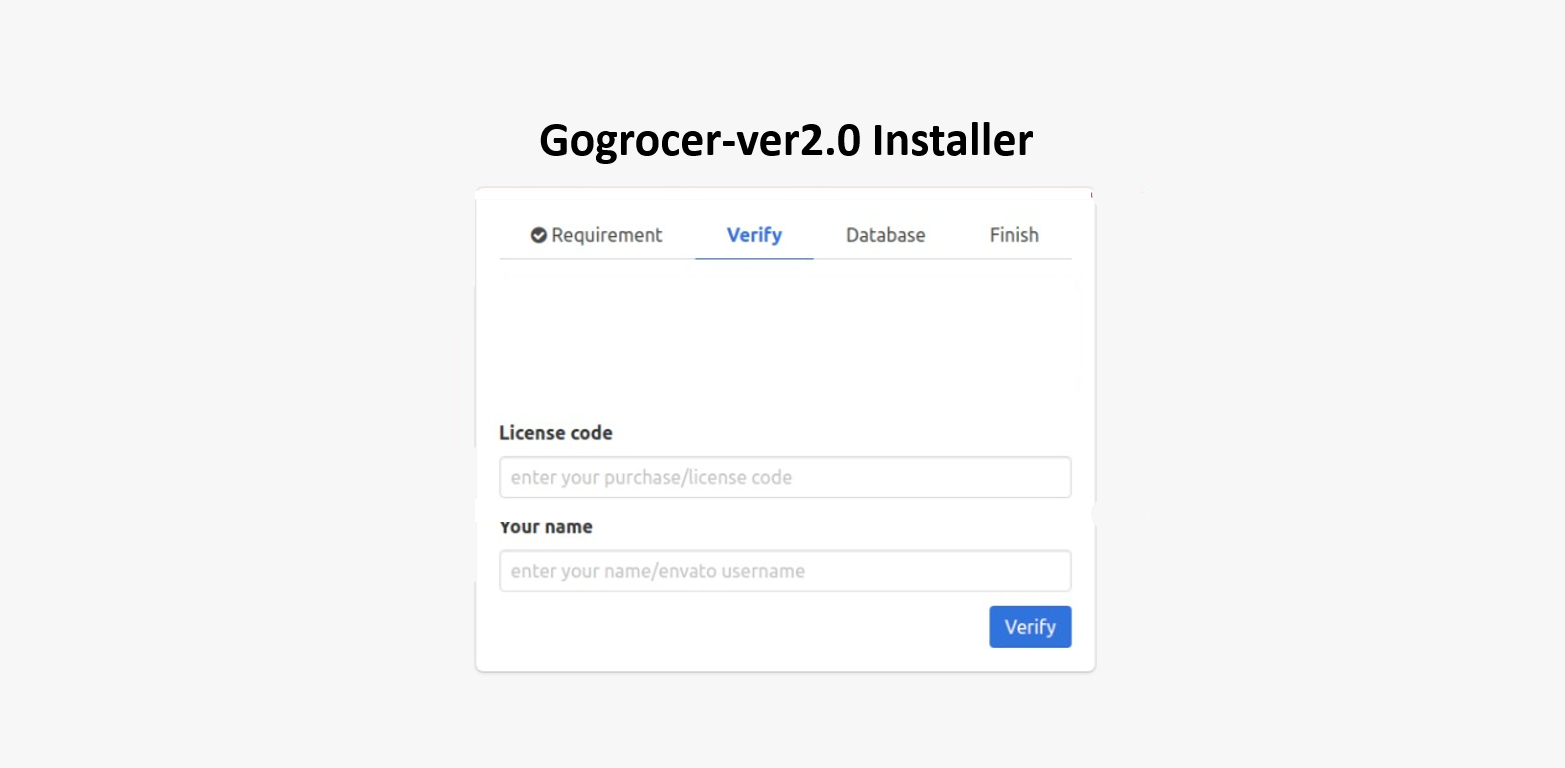 Gogrocer-ver2.0 Installer
Requirement Verify Database Finish
License code
enter your purchase/license code
Your name
enter your name/envato username
Verify